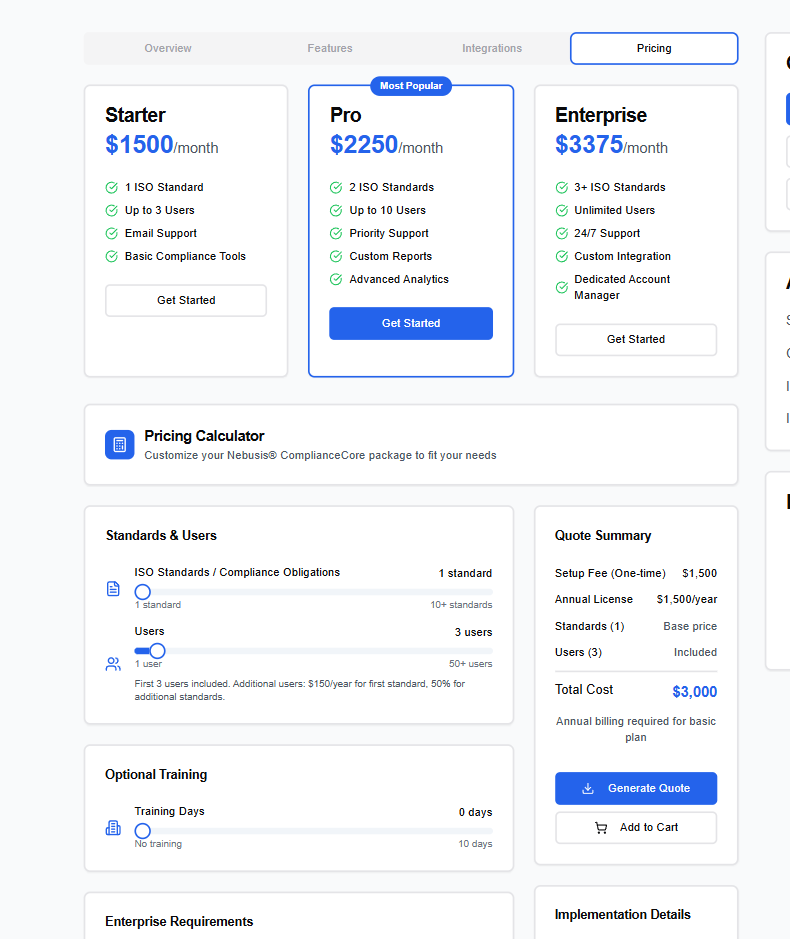 Overview Features Integrations Pricing
Most Popular
Starter
$1500/month
1 ISO Standard
Up to 3 Users
Email Support
Basic Compliance Tools
Get Started
Pro
$2250/month
2 ISO Standards
Up to 10 Users
Priority Support
Custom Reports
Advanced Analytics
Get Started
Enterprise
$3375/month
3+ ISO Standards
Unlimited Users
24/7 Support
Custom Integration
Dedicated Account
Manager
Get Started
Pricing Calculator
Customize your Nebusis® ComplianceCore package to fit your needs
Standards & Users
ISO Standards / Compliance Obligations 1 standard
1 standard 10+ standards
Users 3 users
1 user 50+ users
First 3 users included. Additional users: $150/year for first standard, 50% for
additional standards.
Optional Training
Training Days 0 days
No training 10 days
Enterprise Requirements
Quote Summary
Setup Fee (One-time) $1,500
Annual License $1,500/year
Standards (1) Base price
Users (3) Included
Total Cost $3,000
Annual billing required for basic
plan
Generate Quote
Add to Cart
Implementation Details